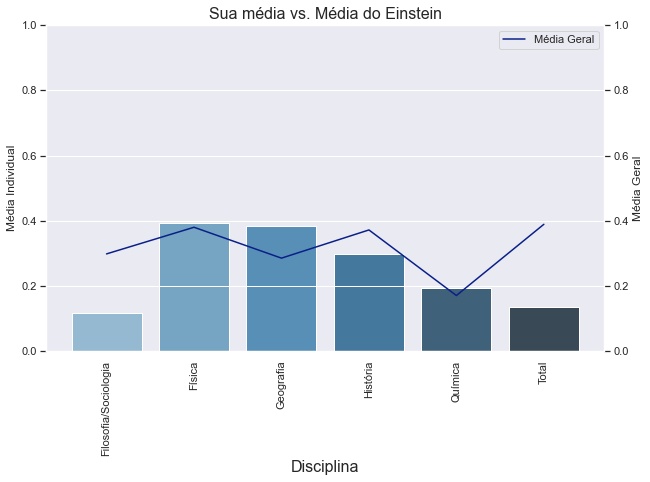 Sua média vs. Média do Einstein
Média Geral
1.0
0.8
0.6
0.4
0.2
0.0
Média Individual
1.0
0.8
0.6
0.4
0.2
0.0
Média Geral
Filosofia/Sociologia
Física
Geografia
História
Química
Total
Disciplina